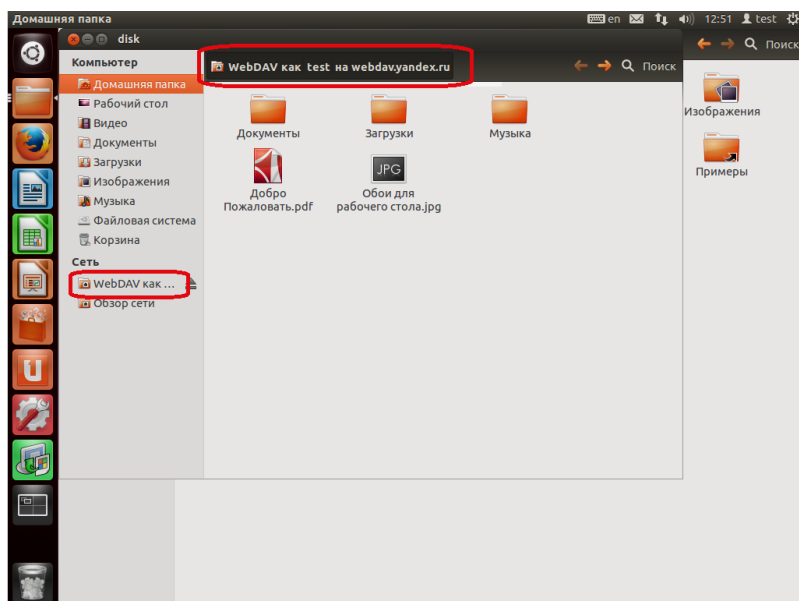 Домашняя папка
en
12:51
test
disk
Поиск
Компьютер
Домашняя папка
Рабочий стол
Видео
Документы
Загрузки
Изображения
Музыка
Файловая система
Корзина
Сеть
WebDAV как ...
Обзор сети
WebDAV как test на webdav.yandex.ru
Поиск
Документы
Загрузки
Музыка
JPG
Добро
Пожаловать.pdf
Обои для
рабочего стола.jpg
Изображения
Примеры